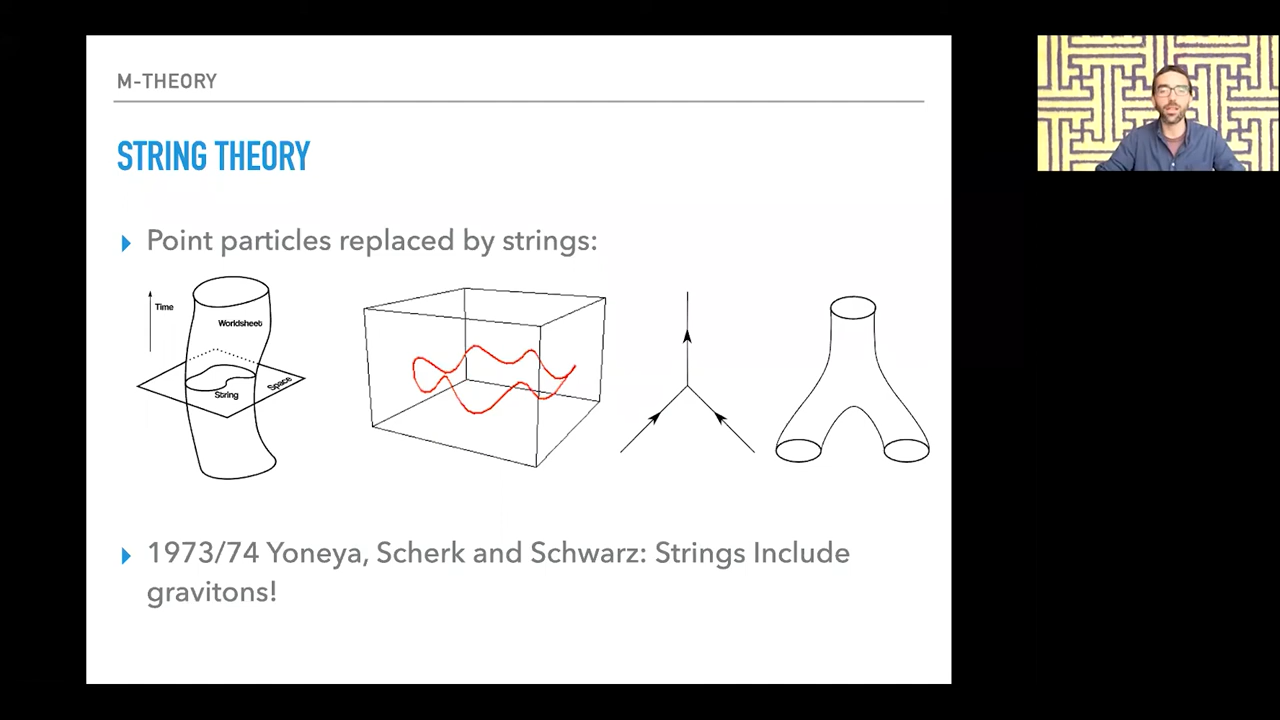 M-THEORY
STRING THEORY
Point particles replaced by strings:
Time
Worldsheet
Space
String
1973/74 Yoneya, Scherk and Schwarz: Strings Include
gravitons!